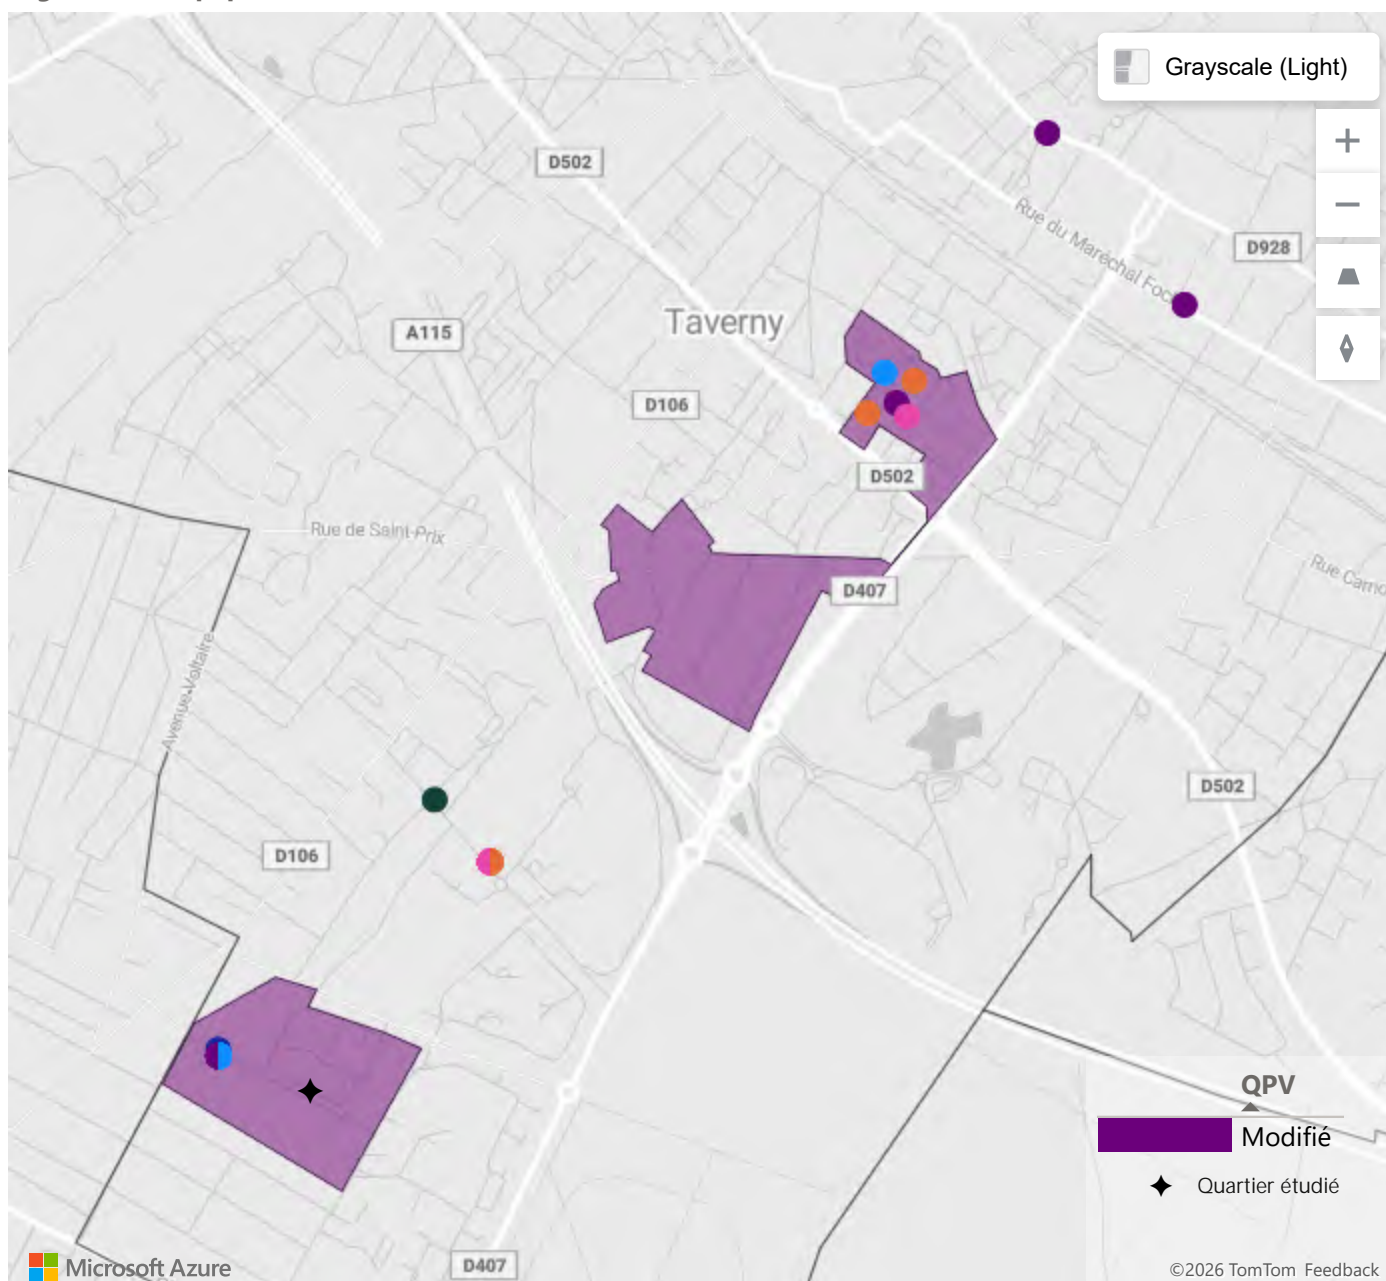 Grayscale (Light)
D502
Rue du Maréchal Foc
D928
Taverny
A115
D106
D502
Rue de Saint-Prix
D407
Rue Carno
Avenue Voltaire
D502
D106
QPV
Modifié
Quartier étudié
Microsoft Azure
D407
©2026 TomTom Feedback